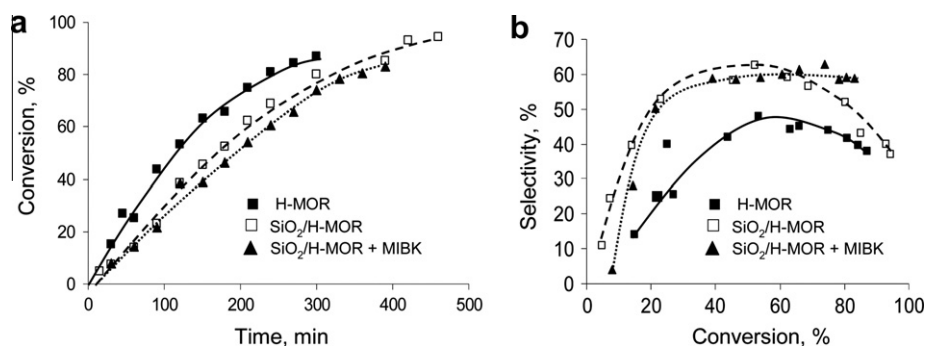 a
100
80
60
40
20
0
Conversion, %
0
100
200
300
400
500
Time, min
H-MOR
SiO₂/H-MOR
SiO₂/H-MOR + MIBK
b
70
60
50
40
30
20
10
0
Selectivity, %
0
20
40
60
80
100
Conversion, %
H-MOR
SiO₂/H-MOR
SiO₂/H-MOR + MIBK